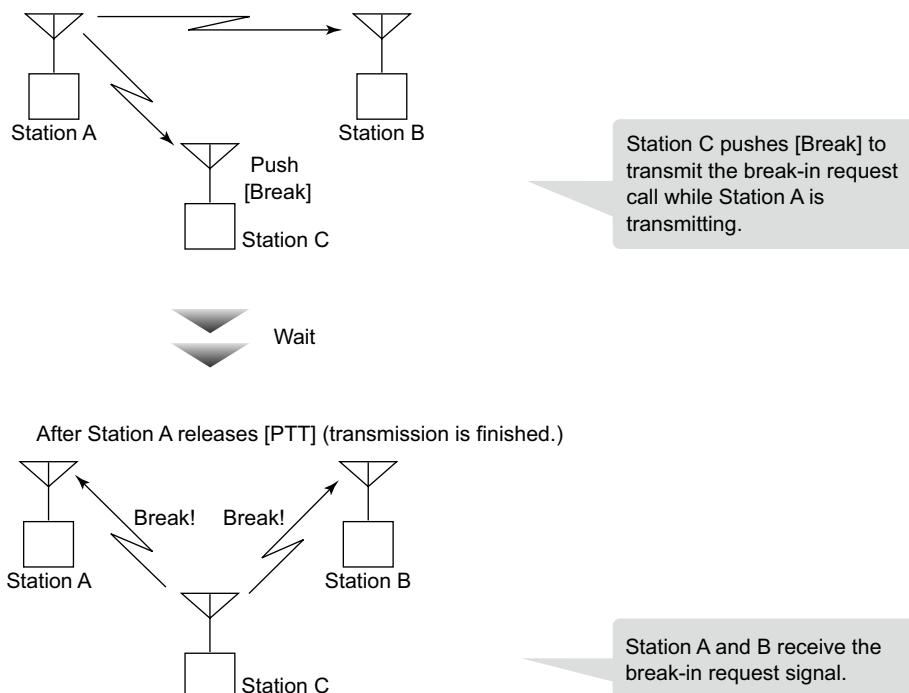 Station A
Station B
Push
[Break]
Station C
Station C pushes [Break] to
transmit the break-in request
call while Station A is
transmitting.
Wait
After Station A releases [PTT] (transmission is finished.)
Break!
Break!
Station A
Station B
Station C
Station A and B receive the
break-in request signal.